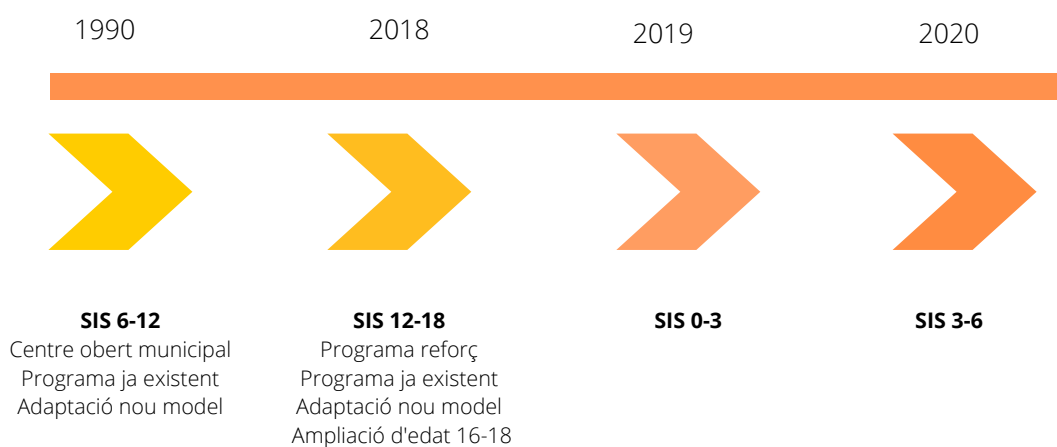 1990
2018
2019
2020
SIS 6-12
Centre obert municipal
Programa ja existent
Adaptació nou model
SIS 12-18
Programa reforç
Programa ja existent
Adaptació nou model
Ampliació d'edat 16-18
SIS 0-3
SIS 3-6